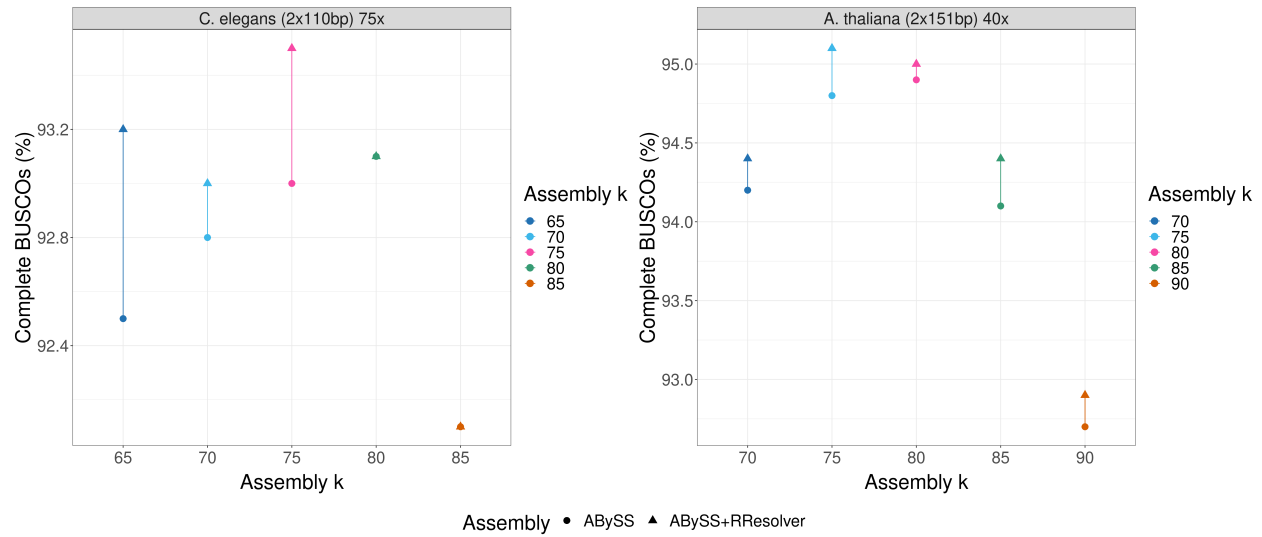 C. elegans (2x110bp) 75x
Complete BUSCOs (%)
93.2
92.8
92.4
65 70 75 80 85
Assembly k
Assembly k
65
70
75
80
85
A. thaliana (2x151bp) 40x
Complete BUSCOs (%)
95.0
94.5
94.0
93.5
93.0
70 75 80 85 90
Assembly k
Assembly k
70
75
80
85
90
Assembly ABySS ABySS+RResolver